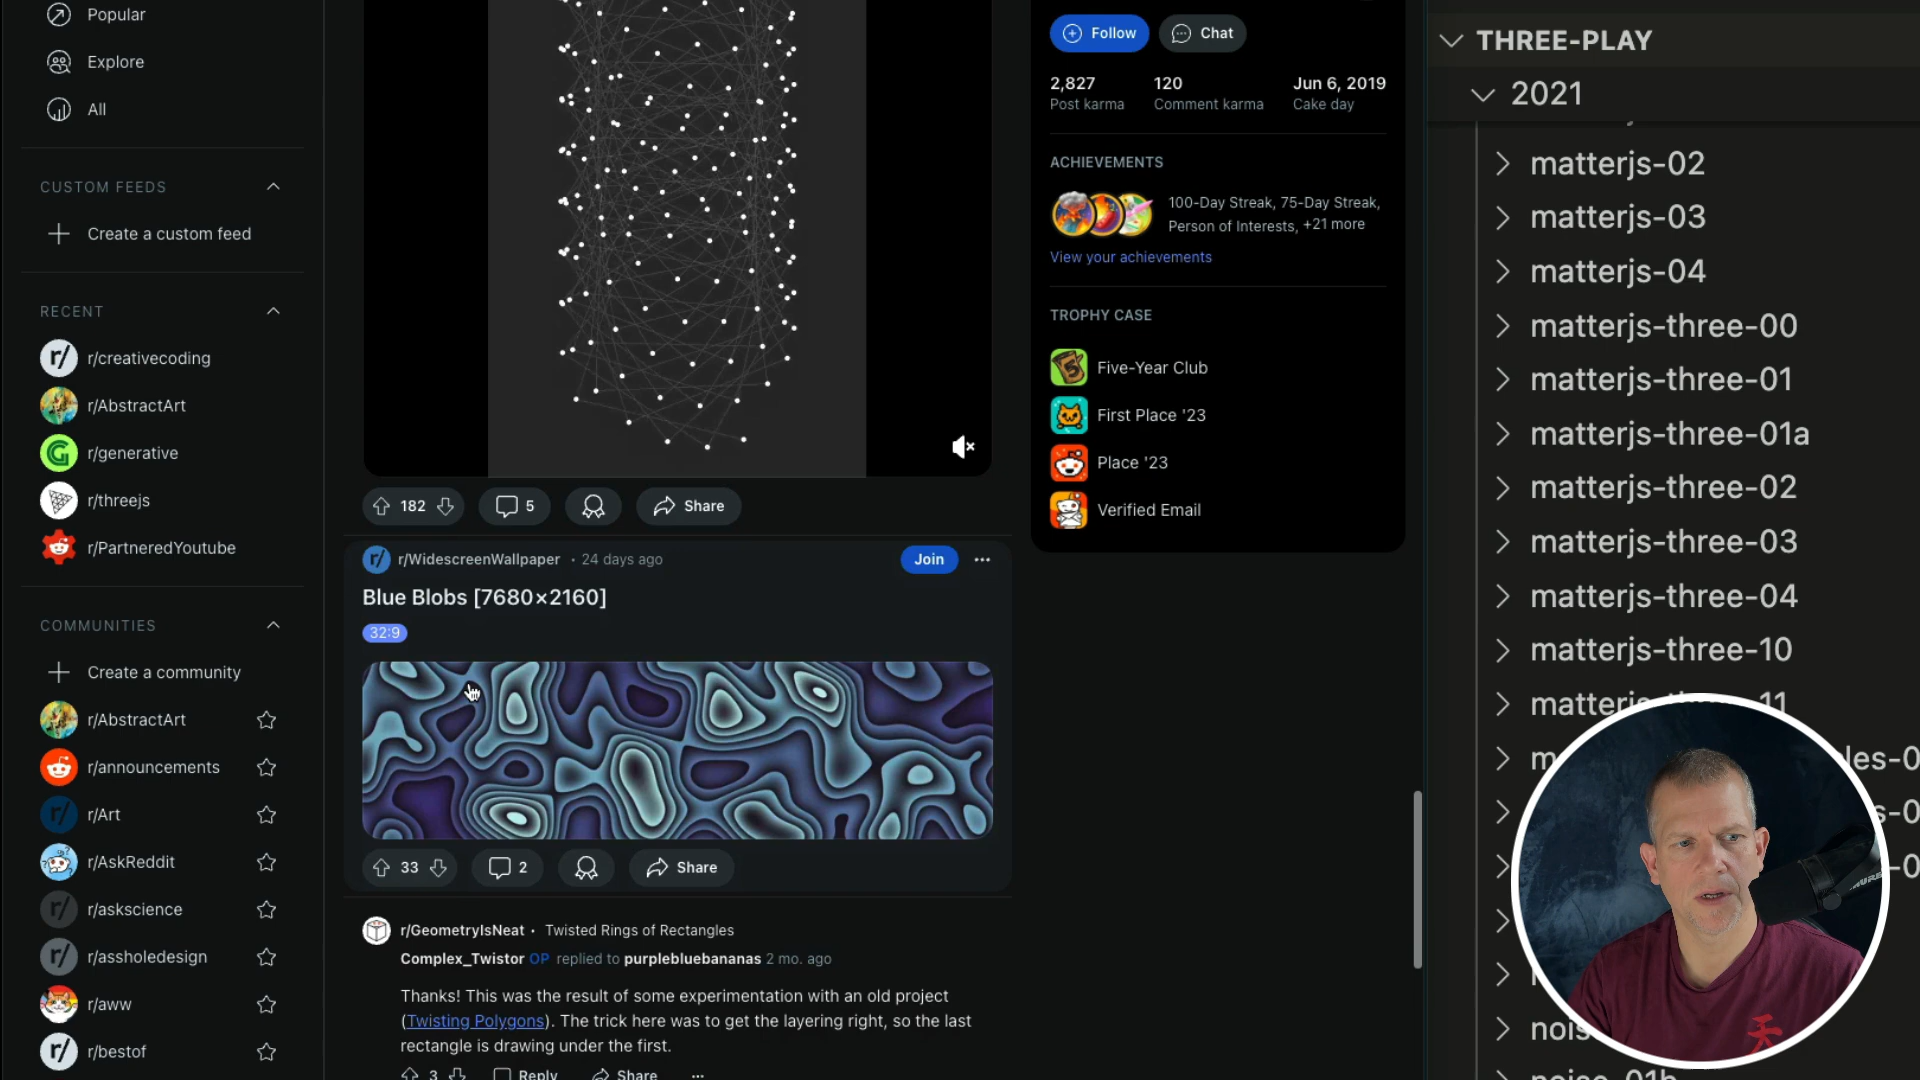 Popular
Explore
All
CUSTOM FEEDS
Create a custom feed
RECENT
r/creativecoding
r/AbstractArt
r/generative
r/threejs
r/PartneredYoutube
COMMUNITIES
Create a community
r/AbstractArt
r/announcements
r/Art
r/AskReddit
r/askscience
r/assholedesign
r/aww
r/bestof
182
5
Share
r/WidescreenWallpaper • 24 days ago
Join
Blue Blobs [7680×2160]
32:9
33
2
Share
r/GeometryIsNeat • Twisted Rings of Rectangles
Complex_Twistor OP replied to purplebluebananas 2 mo. ago
Thanks! This was the result of some experimentation with an old project
(Twisting Polygons). The trick here was to get the layering right, so the last
rectangle is drawing under the first.
3
Reply
Share
Follow
Chat
2,827 120 Jun 6, 2019
Post karma Comment karma Cake day
ACHIEVEMENTS
100-Day Streak, 75-Day Streak,
Person of Interests, +21 more
View your achievements
TROPHY CASE
Five-Year Club
First Place '23
Place '23
Verified Email
THREE-PLAY
2021
matterjs-02
matterjs-03
matterjs-04
matterjs-three-00
matterjs-three-01
matterjs-three-01a
matterjs-three-02
matterjs-three-03
matterjs-three-04
matterjs-three-10
matterjs-three-11